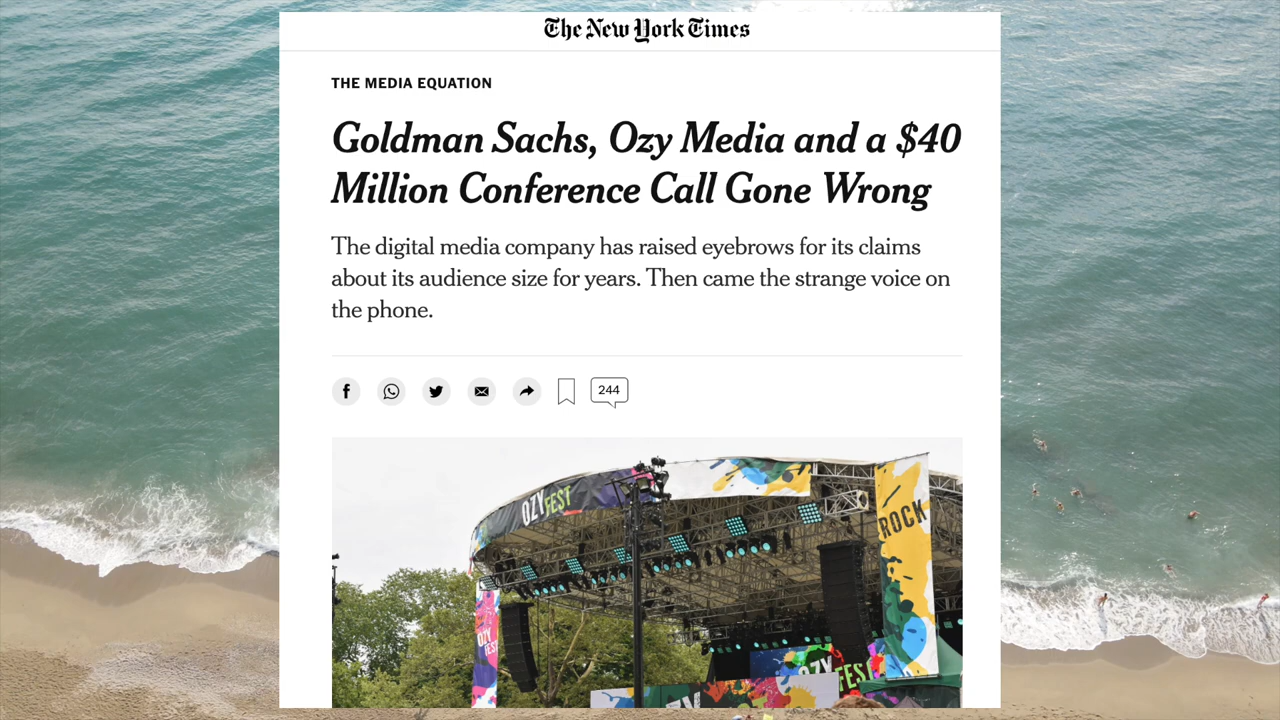 The New York Times
THE MEDIA EQUATION
Goldman Sachs, Ozy Media and a $40
Million Conference Call Gone Wrong
The digital media company has raised eyebrows for its claims
about its audience size for years. Then came the strange voice on
the phone.
244
OZYFEST
ROCK
OZY
FEST
OZY
FEST